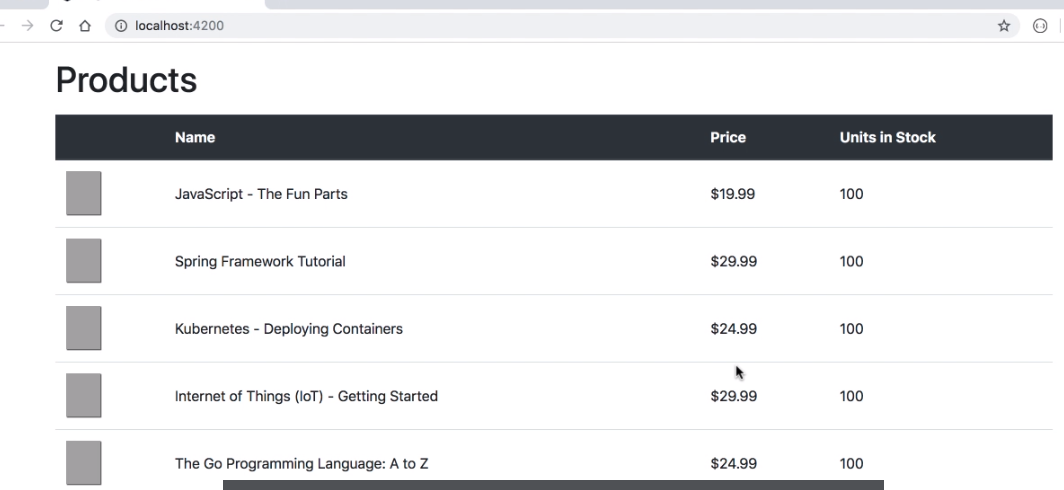 localhost:4200
Products
Name Price Units in Stock
JavaScript - The Fun Parts $19.99 100
Spring Framework Tutorial $29.99 100
Kubernetes - Deploying Containers $24.99 100
Internet of Things (IoT) - Getting Started $29.99 100
The Go Programming Language: A to Z $24.99 100